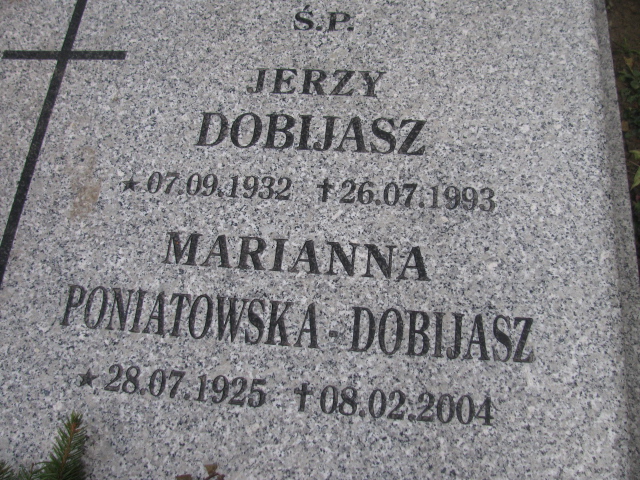 Ś.P.
JERZY
DOBIJASZ
★07.09.1932 ✝26.07.1993
MARIANNA
PONIATOWSKA-DOBIJASZ
★28.07.1925 ✝08.02.2004